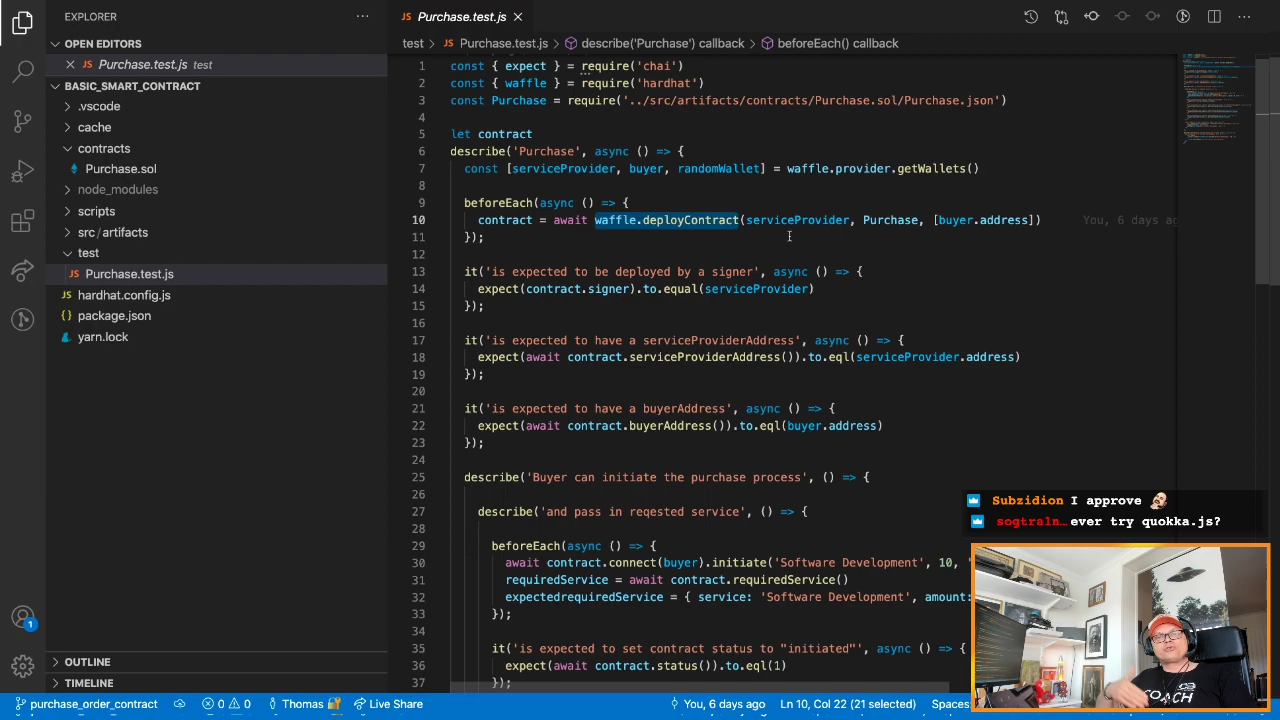 EXPLORER
OPEN EDITORS
Purchase.test.js test
BASIC_SMART_CONTRACT
.vscode
cache
contracts
Purchase.sol
node_modules
scripts
src/artifacts
test
Purchase.test.js
hardhat.config.js
package.json
yarn.lock
OUTLINE
TIMELINE
Purchase.test.js
test > Purchase.test.js > describe('Purchase') callback > beforeEach() callback
1 const { expect } = require('chai')
2 const { waffle } = require('hardhat')
3 const Purchase = require('../src/artifacts/contracts/Purchase.sol/Purchase.json')
4
5 let contract
6 describe('Purchase', async () => {
7 const [serviceProvider, buyer, randomWallet] = waffle.provider.getWallets()
8
9 beforeEach(async () => {
10 contract = await waffle.deployContract(serviceProvider, Purchase, [buyer.address]) You, 6 days ag
11 });
12
13 it('is expected to be deployed by a signer', async () => {
14 expect(contract.signer).to.equal(serviceProvider)
15 });
16
17 it('is expected to have a serviceProviderAddress', async () => {
18 expect(await contract.serviceProviderAddress()).to.eql(serviceProvider.address)
19 });
20
21 it('is expected to have a buyerAddress', async () => {
22 expect(await contract.buyerAddress()).to.eql(buyer.address)
23 });
24
25 describe('Buyer can initiate the purchase process', () => {
26
27 describe('and pass in reqested service', () => {
28
29 beforeEach(async () => {
30 await contract.connect(buyer).initiate('Software Development', 10, '
31 requiredService = await contract.requiredService()
32 expectedrequiredService = { service: 'Software Development', amount:
33 });
34
35 it('is expected to set contract status to "initiated"', async () => {
36 expect(await contract.status()).to.eql(1)
37 });
Subzidion I approve
sogtraln… ever try quokka.js?
COACH
1
purchase_order_contract 0 0 Thomas Live Share You, 6 days ago Ln 10, Col 22 (21 selected) Spaces